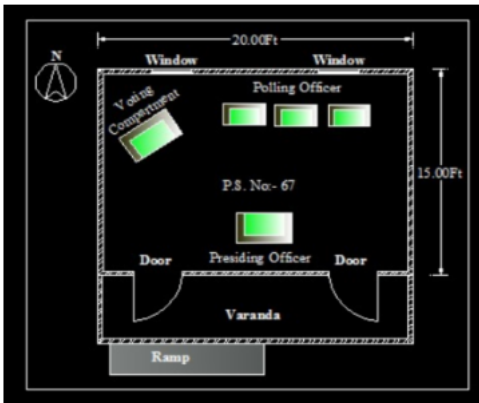 20.00Ft
N
Window
Window
Polling Officer
Voting
Compartment
15.00Ft
P.S. No:- 67
Door
Presiding Officer
Door
Varanda
Ramp